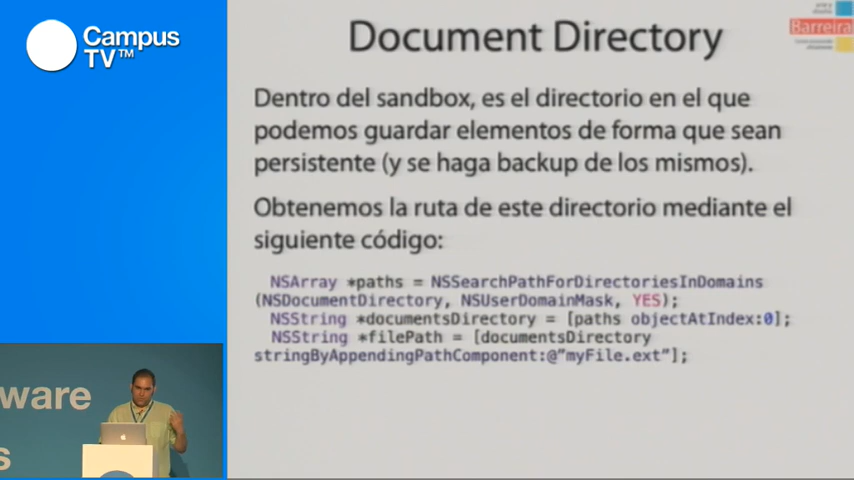 Campus
TV™
Document Directory
Barreira
Dentro del sandbox, es el directorio en el que
podemos guardar elementos de forma que sean
persistente (y se haga backup de los mismos).
Obtenemos la ruta de este directorio mediante el
siguiente código:
NSArray *paths = NSSearchPathForDirectoriesInDomains
(NSDocumentDirectory, NSUserDomainMask, YES);
NSString *documentsDirectory = [paths objectAtIndex:0];
NSString *filePath = [documentsDirectory
stringByAppendingPathComponent:@"myFile.ext"];
ware
s